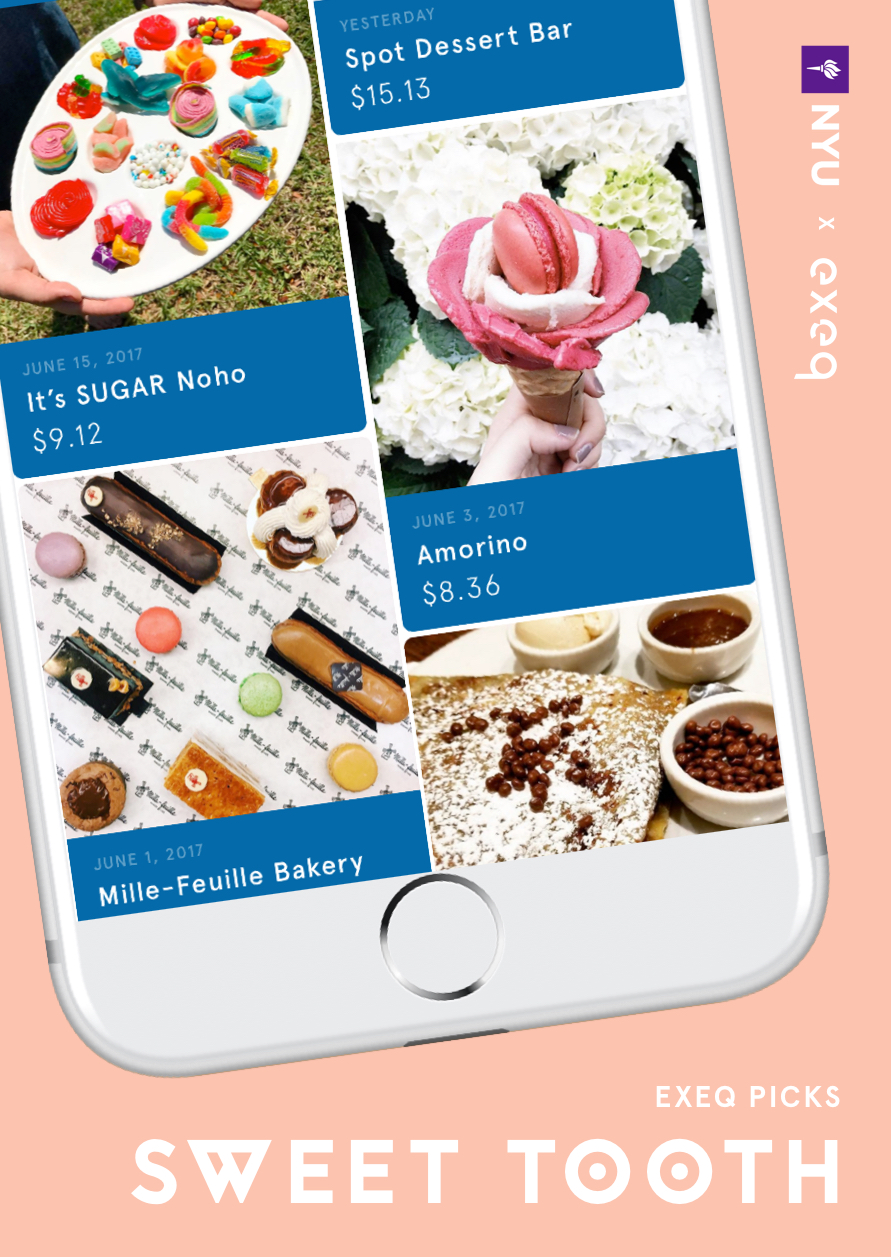 YESTERDAY
Spot Dessert Bar
$15.13
JUNE 15, 2017
It's SUGAR Noho
$9.12
JUNE 3, 2017
Amorino
$8.36
JUNE 1, 2017
Mille-Feuille Bakery
NYU x exeq
EXEQ PICKS
SWEET TOOTH